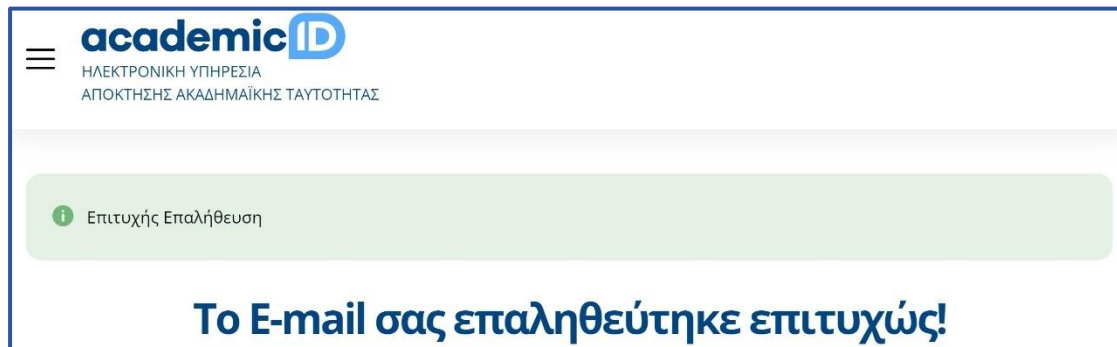 academicID
ΗΛΕΚΤΡΟΝΙΚΗ ΥΠΗΡΕΣΙΑ
ΑΠΟΚΤΗΣΗΣ ΑΚΑΔΗΜΑΪΚΗΣ ΤΑΥΤΟΤΗΤΑΣ
Επιτυχής Επαλήθευση
Το E-mail σας επαληθεύτηκε επιτυχώς!